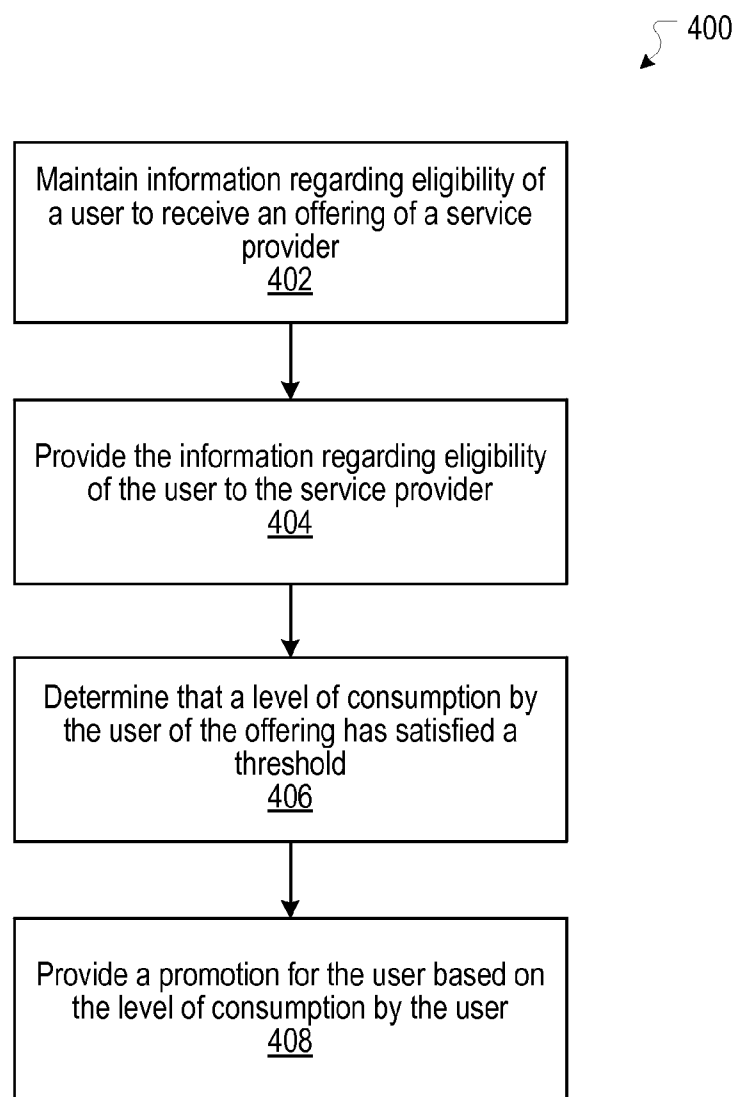 400
Maintain information regarding eligibility of
a user to receive an offering of a service
provider
402
Provide the information regarding eligibility
of the user to the service provider
404
Determine that a level of consumption by
the user of the offering has satisfied a
threshold
406
Provide a promotion for the user based on
the level of consumption by the user
408